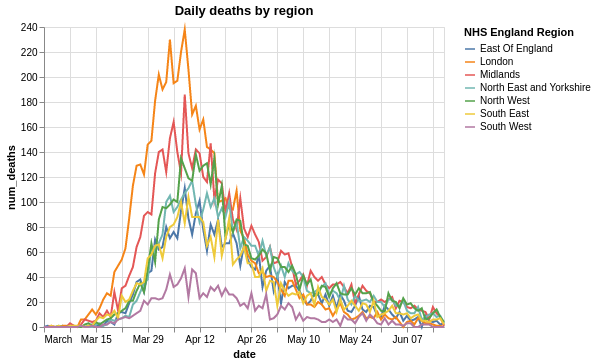 Daily deaths by region
240
220
200
180
160
140
120
100
80
60
40
20
0
num_deaths
March
Mar 15
Mar 29
Apr 12
Apr 26
May 10
May 24
Jun 07
date
NHS England Region
East Of England
London
Midlands
North East and Yorkshire
North West
South East
South West